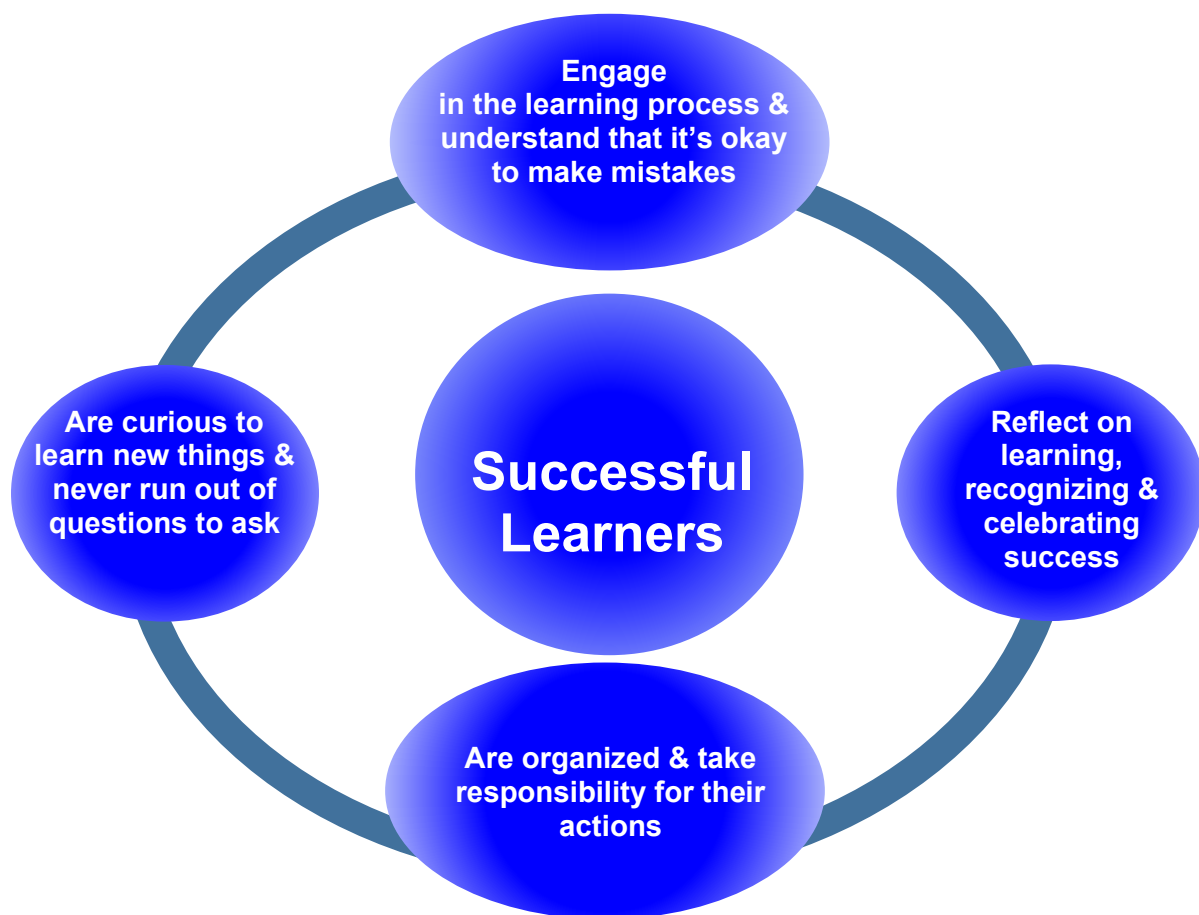 Engage
in the learning process &
understand that it’s okay
to make mistakes
Are curious to
learn new things &
never run out of
questions to ask
Successful
Learners
Reflect on
learning,
recognizing &
celebrating
success
Are organized & take
responsibility for their
actions